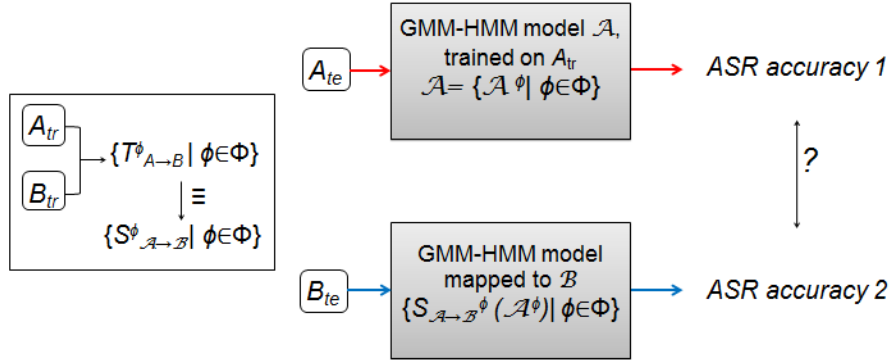 GMM-HMM model 𝒜,
trained on A_tr
𝒜= {𝒜^ϕ| ϕ∈Φ}
A_te
ASR accuracy 1
A_tr
B_tr
{T^ϕ_A→B| ϕ∈Φ}
≡
{S^ϕ_𝒜→ℬ| ϕ∈Φ}
?
GMM-HMM model
mapped to ℬ
{S_𝒜→ℬ^ϕ (𝒜^ϕ)| ϕ∈Φ}
B_te
ASR accuracy 2